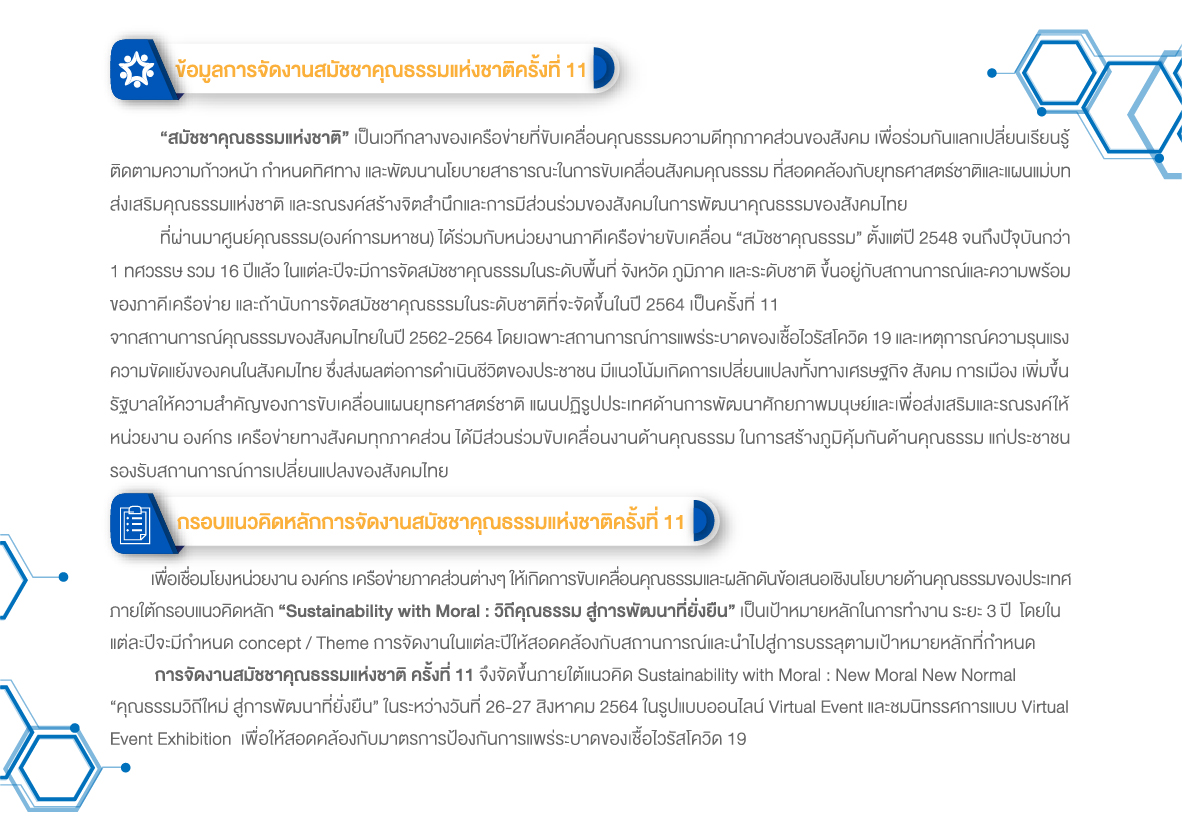 ข้อมูลการจัดงานสมัชชาคุณธรรมแห่งชาติครั้งที่ 11
“สมัชชาคุณธรรมแห่งชาติ” เป็นเวทีกลางของเครือข่ายที่ขับเคลื่อนคุณธรรมความดีทุกภาคส่วนของสังคม เพื่อร่วมกันแลกเปลี่ยนเรียนรู้
ติดตามความก้าวหน้า กำหนดทิศทาง และพัฒนานโยบายสาธารณะในการขับเคลื่อนสังคมคุณธรรม ที่สอดคล้องกับยุทธศาสตร์ชาติและแผนแม่บท
ส่งเสริมคุณธรรมแห่งชาติ และรณรงค์สร้างจิตสำนึกและการมีส่วนร่วมของสังคมในการพัฒนาคุณธรรมของสังคมไทย
ที่ผ่านมาศูนย์คุณธรรม(องค์การมหาชน) ได้ร่วมกับหน่วยงานภาคีเครือข่ายขับเคลื่อน “สมัชชาคุณธรรม” ตั้งแต่ปี 2548 จนถึงปัจุบันกว่า
1 ทศวรรษ รวม 16 ปีแล้ว ในแต่ละปีจะมีการจัดสมัชชาคุณธรรมในระดับพื้นที่ จังหวัด ภูมิภาค และระดับชาติ ขึ้นอยู่กับสถานการณ์และความพร้อม
ของภาคีเครือข่าย และถ้านับการจัดสมัชชาคุณธรรมในระดับชาติที่จะจัดขึ้นในปี 2564 เป็นครั้งที่ 11
จากสถานการณ์คุณธรรมของสังคมไทยในปี 2562-2564 โดยเฉพาะสถานการณ์การแพร่ระบาดของเชื้อไวรัสโควิด 19 และเหตุการณ์ความรุนแรง
ความขัดแย้งของคนในสังคมไทย ซึ่งส่งผลต่อการดำเนินชีวิตของประชาชน มีแนวโน้มเกิดการเปลี่ยนแปลงทั้งทางเศรษฐกิจ สังคม การเมือง เพิ่มขึ้น
รัฐบาลให้ความสำคัญของการขับเคลื่อนแผนยุทธศาสตร์ชาติ แผนปฏิรูปประเทศด้านการพัฒนาศักยภาพมนุษย์และเพื่อส่งเสริมและรณรงค์ให้
หน่วยงาน องค์กร เครือข่ายทางสังคมทุกภาคส่วน ได้มีส่วนร่วมขับเคลื่อนงานด้านคุณธรรม ในการสร้างภูมิคุ้มกันด้านคุณธรรม แก่ประชาชน
รองรับสถานการณ์การเปลี่ยนแปลงของสังคมไทย
กรอบแนวคิดหลักการจัดงานสมัชชาคุณธรรมแห่งชาติครั้งที่ 11
เพื่อเชื่อมโยงหน่วยงาน องค์กร เครือข่ายภาคส่วนต่างๆ ให้เกิดการขับเคลื่อนคุณธรรมและผลักดันข้อเสนอเชิงนโยบายด้านคุณธรรมของประเทศ
ภายใต้กรอบแนวคิดหลัก “Sustainability with Moral : วิถีคุณธรรม สู่การพัฒนาที่ยั่งยืน” เป็นเป้าหมายหลักในการทำงาน ระยะ 3 ปี โดยใน
แต่ละปีจะมีกำหนด concept / Theme การจัดงานในแต่ละปีให้สอดคล้องกับสถานการณ์และนำไปสู่การบรรลุตามเป้าหมายหลักที่กำหนด
การจัดงานสมัชชาคุณธรรมแห่งชาติ ครั้งที่ 11 จึงจัดขึ้นภายใต้แนวคิด Sustainability with Moral : New Moral New Normal
“คุณธรรมวิถีใหม่ สู่การพัฒนาที่ยั่งยืน” ในระหว่างวันที่ 26-27 สิงหาคม 2564 ในรูปแบบออนไลน์ Virtual Event และชมนิทรรศการแบบ Virtual
Event Exhibition เพื่อให้สอดคล้องกับมาตรการป้องกันการแพร่ระบาดของเชื้อไวรัสโควิด 19